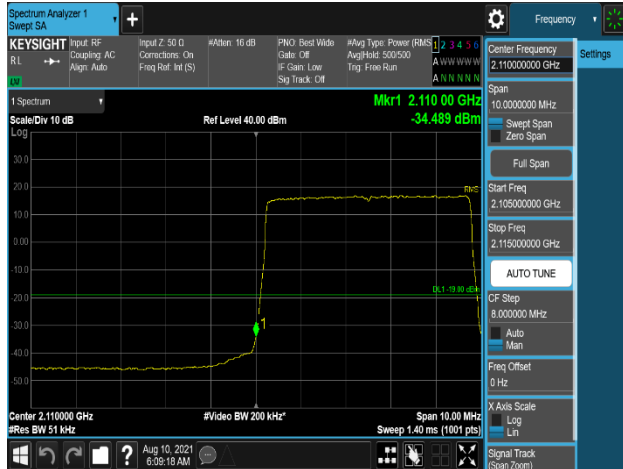 Spectrum Analyzer 1
Swept SA
Frequency
KEYSIGHT
Input: RF
Input Z: 50 Ω
#Atten: 16 dB
PNO: Best Wide
#Avg Type: Power (RMS
1 2 3 4 5 6
RL
Coupling: AC
Corrections: On
Gate: Off
Avg|Hold: 500/500
A W W W W W
Align: Auto
Freq Ref: Int (S)
IF Gain: Low
Trig: Free Run
Sig Track: Off
A N N N N N
LXI
1 Spectrum
Mkr1 2.110 00 GHz
Scale/Div 10 dB
Ref Level 40.00 dBm
-34.489 dBm
Log
30.0
20.0
10.0
0.00
-10.0
-20.0
-30.0
-40.0
-50.0
RMS
DL1 -19.00 dBm
1
Center 2.110000 GHz
#Video BW 200 kHz*
Span 10.00 MHz
#Res BW 51 kHz
Sweep 1.40 ms (1001 pts)
?
Aug 10, 2021
6:09:18 AM
Center Frequency
2.110000000 GHz
Settings
Span
10.0000000 MHz
Swept Span
Zero Span
Full Span
Start Freq
2.105000000 GHz
Stop Freq
2.115000000 GHz
AUTO TUNE
CF Step
8.000000 MHz
Auto
Man
Freq Offset
0 Hz
X Axis Scale
Log
Lin
Signal Track
(Span Zoom)